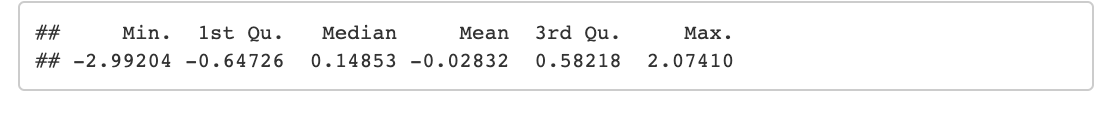 ##     Min.  1st Qu.   Median     Mean  3rd Qu.     Max.
## -2.99204 -0.64726  0.14853 -0.02832  0.58218  2.07410